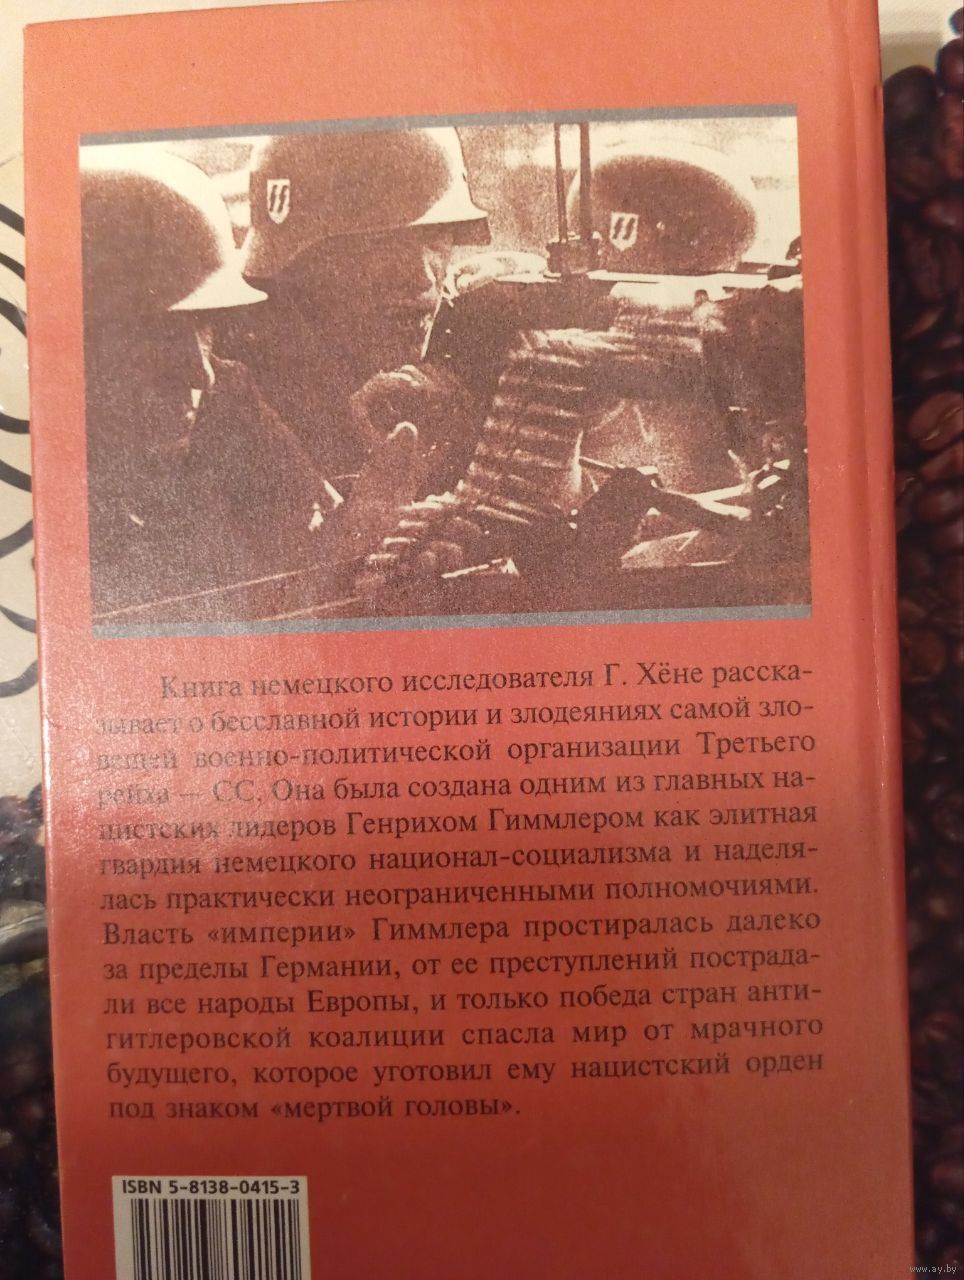 Книга немецкого исследователя Г. Хёне расска-
зывает о бесславной истории и злодеяниях самой зло-
вещей военно-политической организации Третьего
рейха — СС. Она была создана одним из главных на-
цистских лидеров Генрихом Гиммлером как элитная
гвардия немецкого национал-социализма и наделя-
лась практически неограниченными полномочиями.
Власть «империи» Гиммлера простиралась далеко
за пределы Германии, от ее преступлений пострада-
ли все народы Европы, и только победа стран анти-
гитлеровской коалиции спасла мир от мрачного
будущего, которое уготовил ему нацистский орден
под знаком «мертвой головы».
ISBN 5-8138-0415-3
www.ay.by